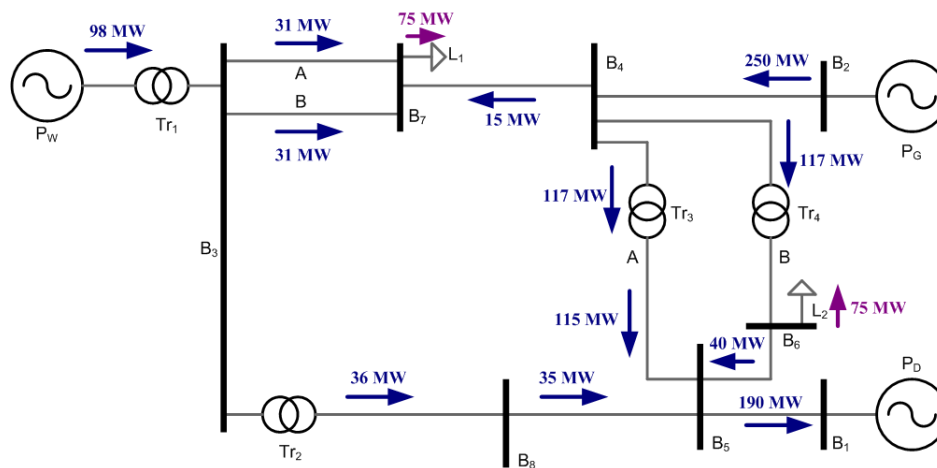 98 MW
31 MW
75 MW
L1
A
B
B7
31 MW
Tr1
PW
15 MW
B4
250 MW
B2
PG
117 MW
117 MW
Tr3
Tr4
A
B
B3
115 MW
L2
75 MW
B6
40 MW
36 MW
35 MW
190 MW
PD
Tr2
B8
B5
B1